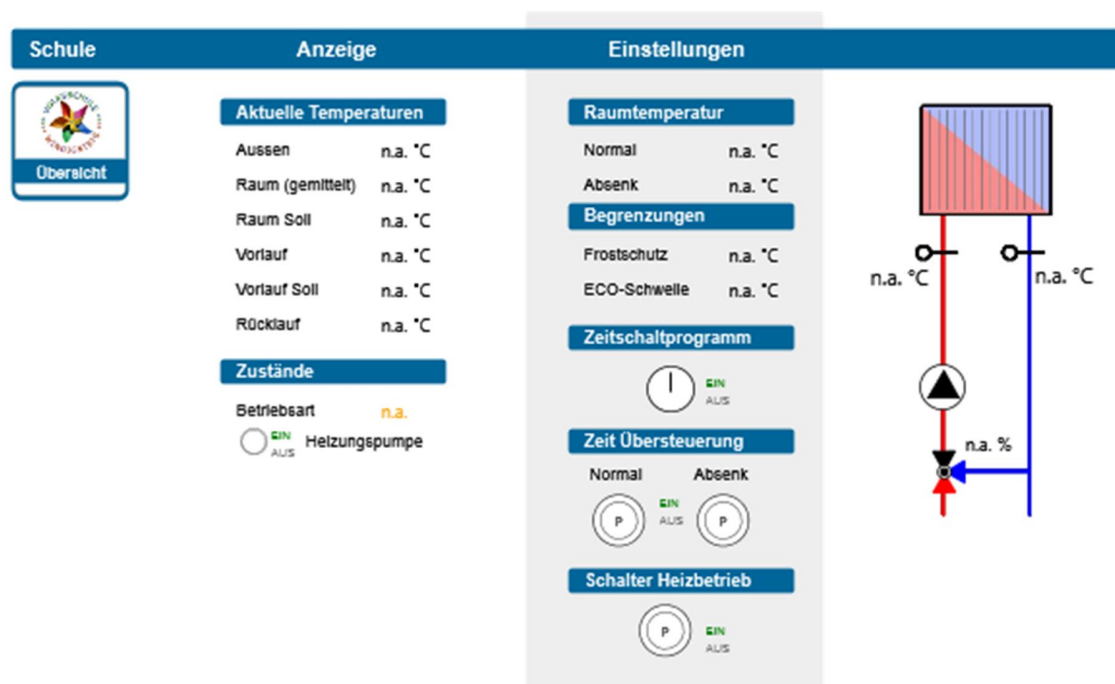 Schule
Anzeige
Einstellungen
VOLKSSCHULE
WINDIGSTEIG
Übersicht
Aktuelle Temperaturen
Aussen n.a. °C
Raum (gemittelt) n.a. °C
Raum Soll n.a. °C
Vorlauf n.a. °C
Vorlauf Soll n.a. °C
Rücklauf n.a. °C
Zustände
Betriebsart n.a.
EIN
AUS
Heizungspumpe
Raumtemperatur
Normal n.a. °C
Absenk n.a. °C
Begrenzungen
Frostschutz n.a. °C
ECO-Schwelle n.a. °C
Zeitschaltprogramm
EIN
AUS
Zeit Übersteuerung
Normal Absenk
P
EIN
AUS
P
Schalter Heizbetrieb
P
EIN
AUS
n.a. °C
n.a. °C
n.a. %